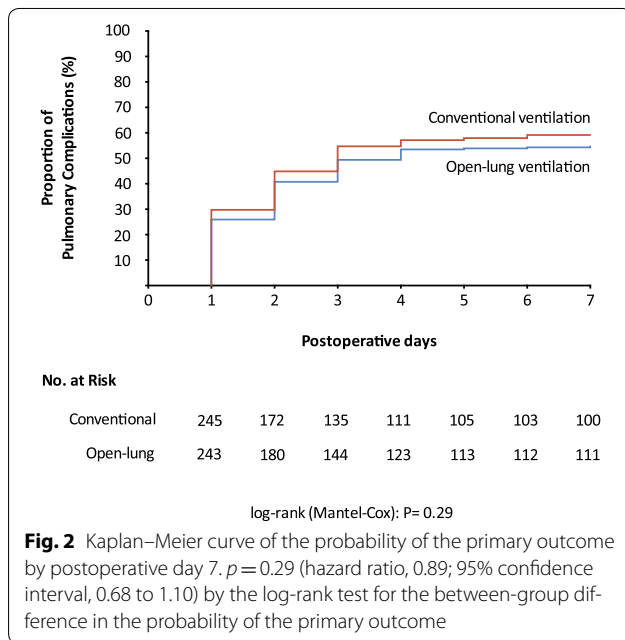 Proportion of
Pulmonary Complications (%)
100
90
80
70
60
50
40
30
20
10
Conventional ventilation
Open-lung ventilation
0 1 2 3 4 5 6 7
Postoperative days
No. at Risk
Conventional 245 172 135 111 105 103 100
Open-lung 243 180 144 123 113 112 111
log-rank (Mantel-Cox): P= 0.29
Fig. 2 Kaplan–Meier curve of the probability of the primary outcome
by postoperative day 7. p = 0.29 (hazard ratio, 0.89; 95% confidence
interval, 0.68 to 1.10) by the log-rank test for the between-group dif-
ference in the probability of the primary outcome